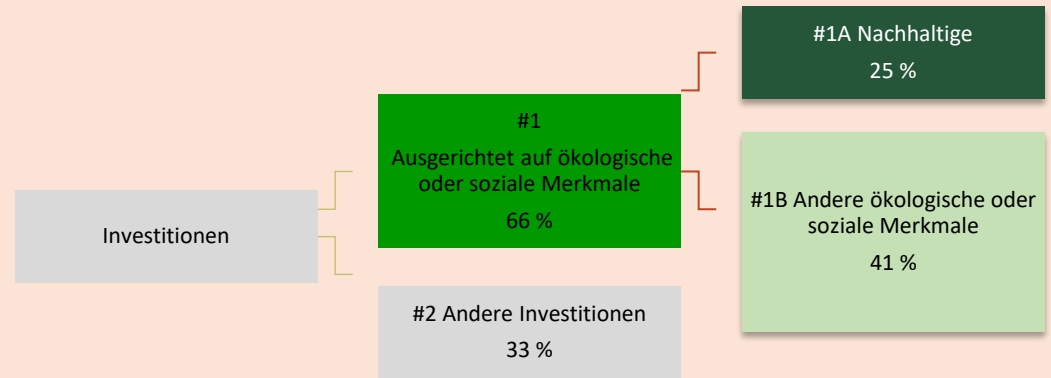 Investitionen
#1
Ausgerichtet auf ökologische
oder soziale Merkmale
66 %
#2 Andere Investitionen
33 %
#1A Nachhaltige
25 %
#1B Andere ökologische oder
soziale Merkmale
41 %